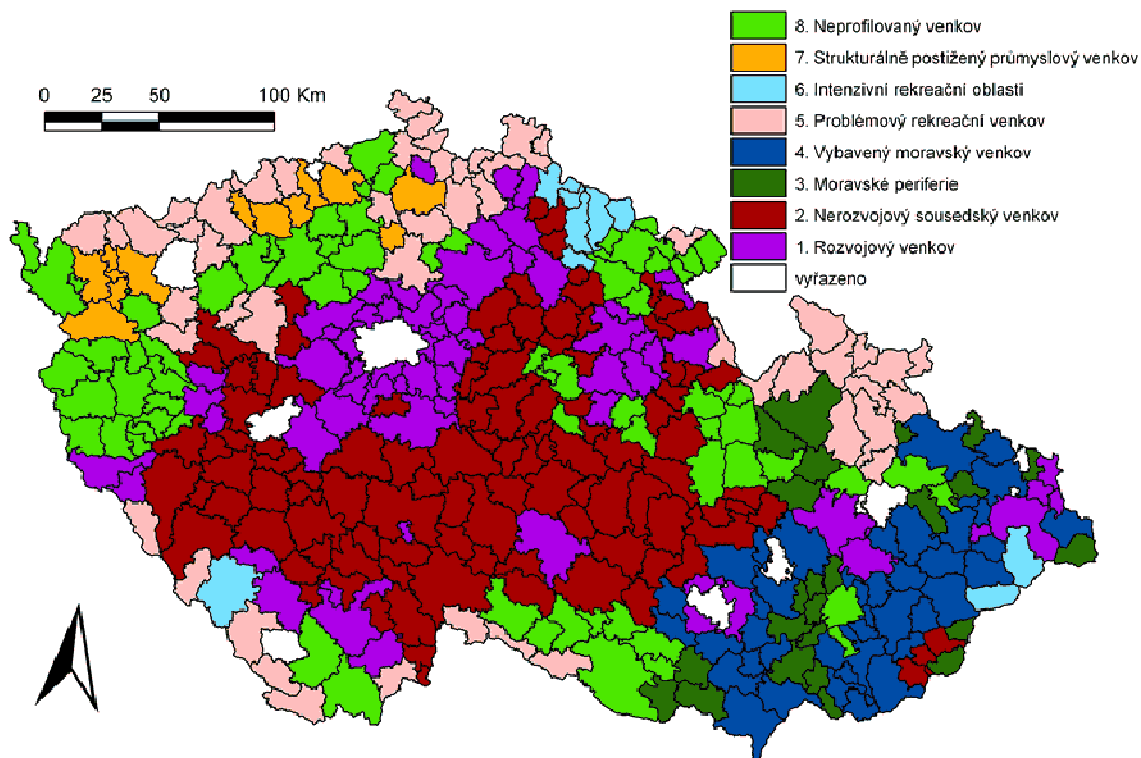 8. Neprofilovaný venkov
7. Strukturálně postižený průmyslový venkov
6. Intenzivní rekreační oblasti
5. Problémový rekreační venkov
4. Vybavený moravský venkov
3. Moravské periferie
2. Nerozvojový sousedský venkov
1. Rozvojový venkov
vyřazeno
0 25 50 100 Km